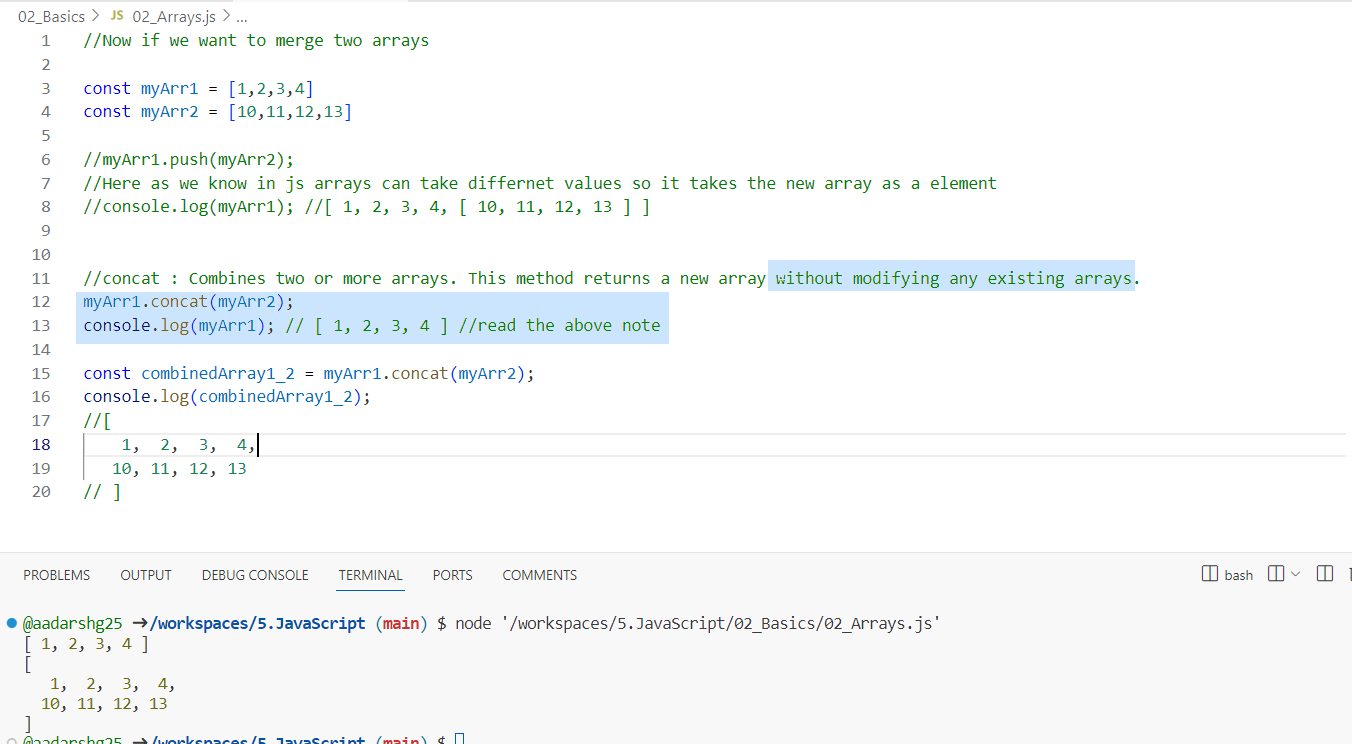 02_Basics > JS 02_Arrays.js > ...
1 //Now if we want to merge two arrays
2
3 const myArr1 = [1,2,3,4]
4 const myArr2 = [10,11,12,13]
5
6 //myArr1.push(myArr2);
7 //Here as we know in js arrays can take differnet values so it takes the new array as a element
8 //console.log(myArr1); //[ 1, 2, 3, 4, [ 10, 11, 12, 13 ] ]
9
10
11 //concat : Combines two or more arrays. This method returns a new array without modifying any existing arrays.
12 myArr1.concat(myArr2);
13 console.log(myArr1); // [ 1, 2, 3, 4 ] //read the above note
14
15 const combinedArray1_2 = myArr1.concat(myArr2);
16 console.log(combinedArray1_2);
17 //[
18     1,  2,  3,  4,
19    10, 11, 12, 13
20 // ]
PROBLEMS OUTPUT DEBUG CONSOLE TERMINAL PORTS COMMENTS bash
@aadarshg25 ➜/workspaces/5.JavaScript (main) $ node '/workspaces/5.JavaScript/02_Basics/02_Arrays.js'
[ 1, 2, 3, 4 ]
[
   1,  2,  3,  4,
  10, 11, 12, 13
]
@aadarshg25 ➜/workspaces/5.JavaScript (main) $